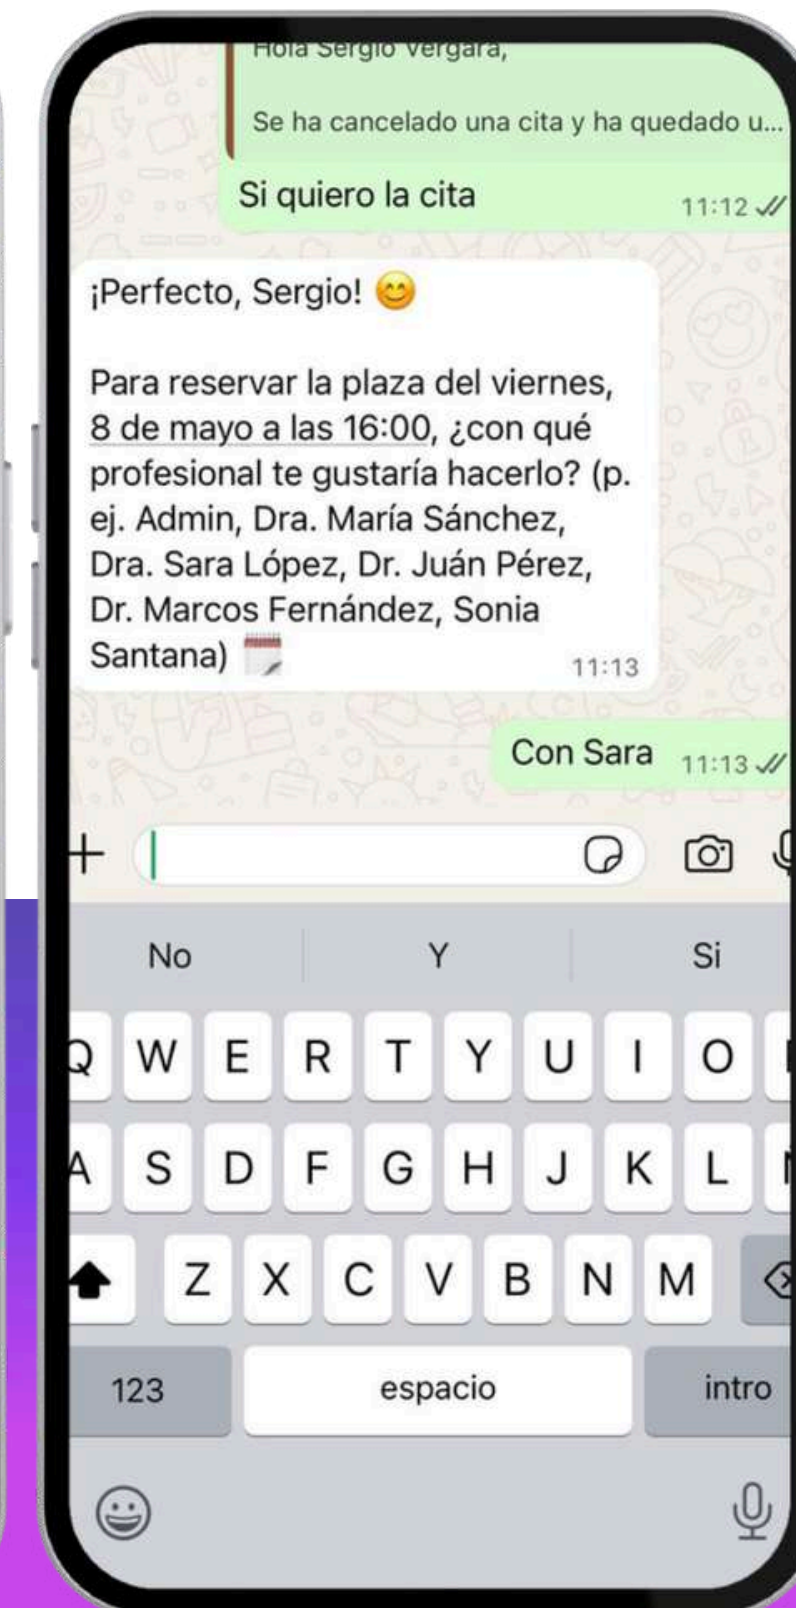 Hola Sergio Vergara,
Se ha cancelado una cita y ha quedado u...
Si quiero la cita
11:12
¡Perfecto, Sergio! 😊
Para reservar la plaza del viernes,
8 de mayo a las 16:00, ¿con qué
profesional te gustaría hacerlo? (p.
ej. Admin, Dra. María Sánchez,
Dra. Sara López, Dr. Juán Pérez,
Dr. Marcos Fernández, Sonia
Santana) 🗓️
11:13
Con Sara 11:13
No Y Si
Q W E R T Y U I O
A S D F G H J K L
Z X C V B N M
123 espacio intro